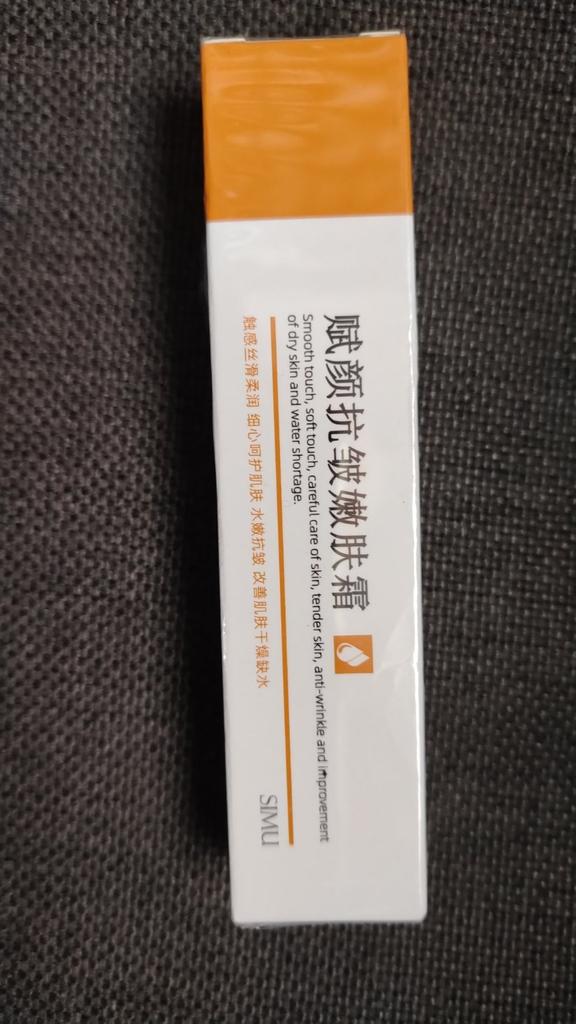 赋颜抗皱嫩肤霜
Smooth touch, soft touch, careful care of skin, tender skin, anti-wrinkle and improvement
of dry skin and water shortage.
触感丝滑柔润 细心呵护肌肤 水嫩抗皱 改善肌肤干燥缺水
SIMU